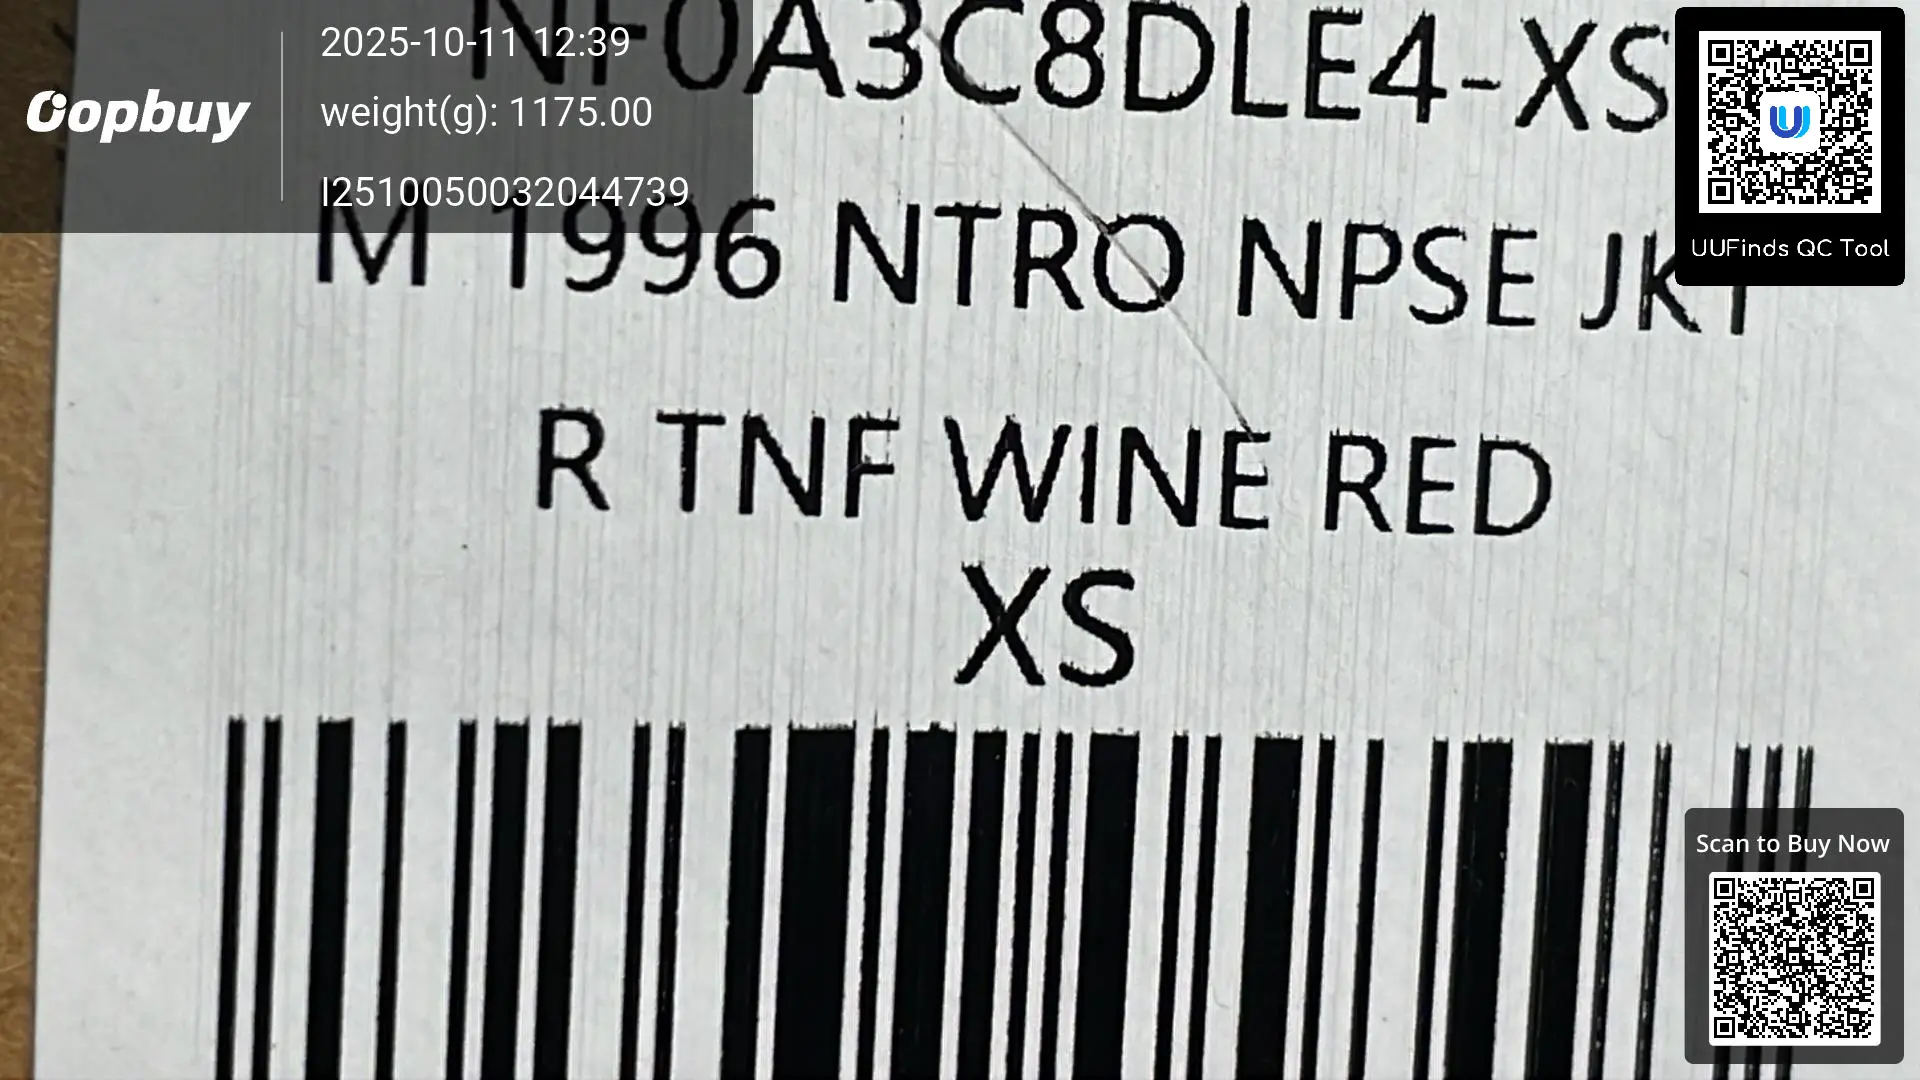 NF0A3C8DLE4-XS
2025-10-11 12:39
oopbuy
weight(g): 1175.00
I2510050032044739
M 1996 NTRO NPSE JKT
UUFinds QC Tool
R TNF WINE RED
XS
Scan to Buy Now